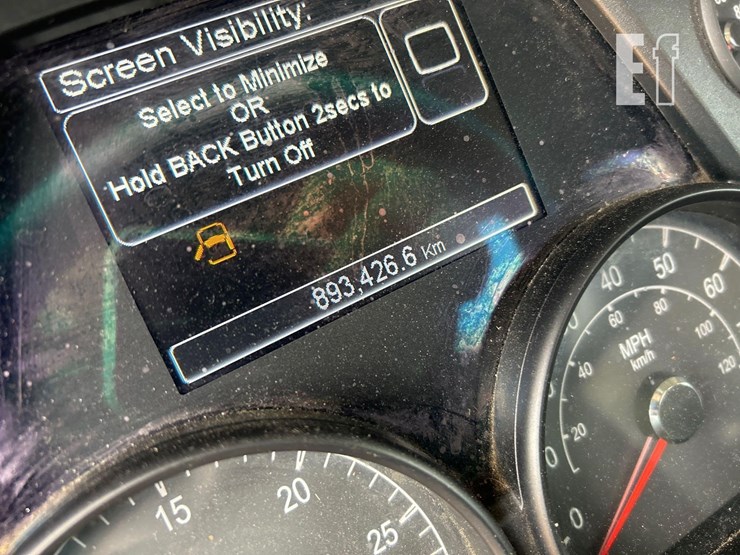 Ef
Screen Visibility:
Select to Minimize
OR
Hold BACK Button 2secs to
Turn Off
893,426.6 Km
40 50 60
60 80 100
MPH
km/h
40
120
20
0
0
15 20 25